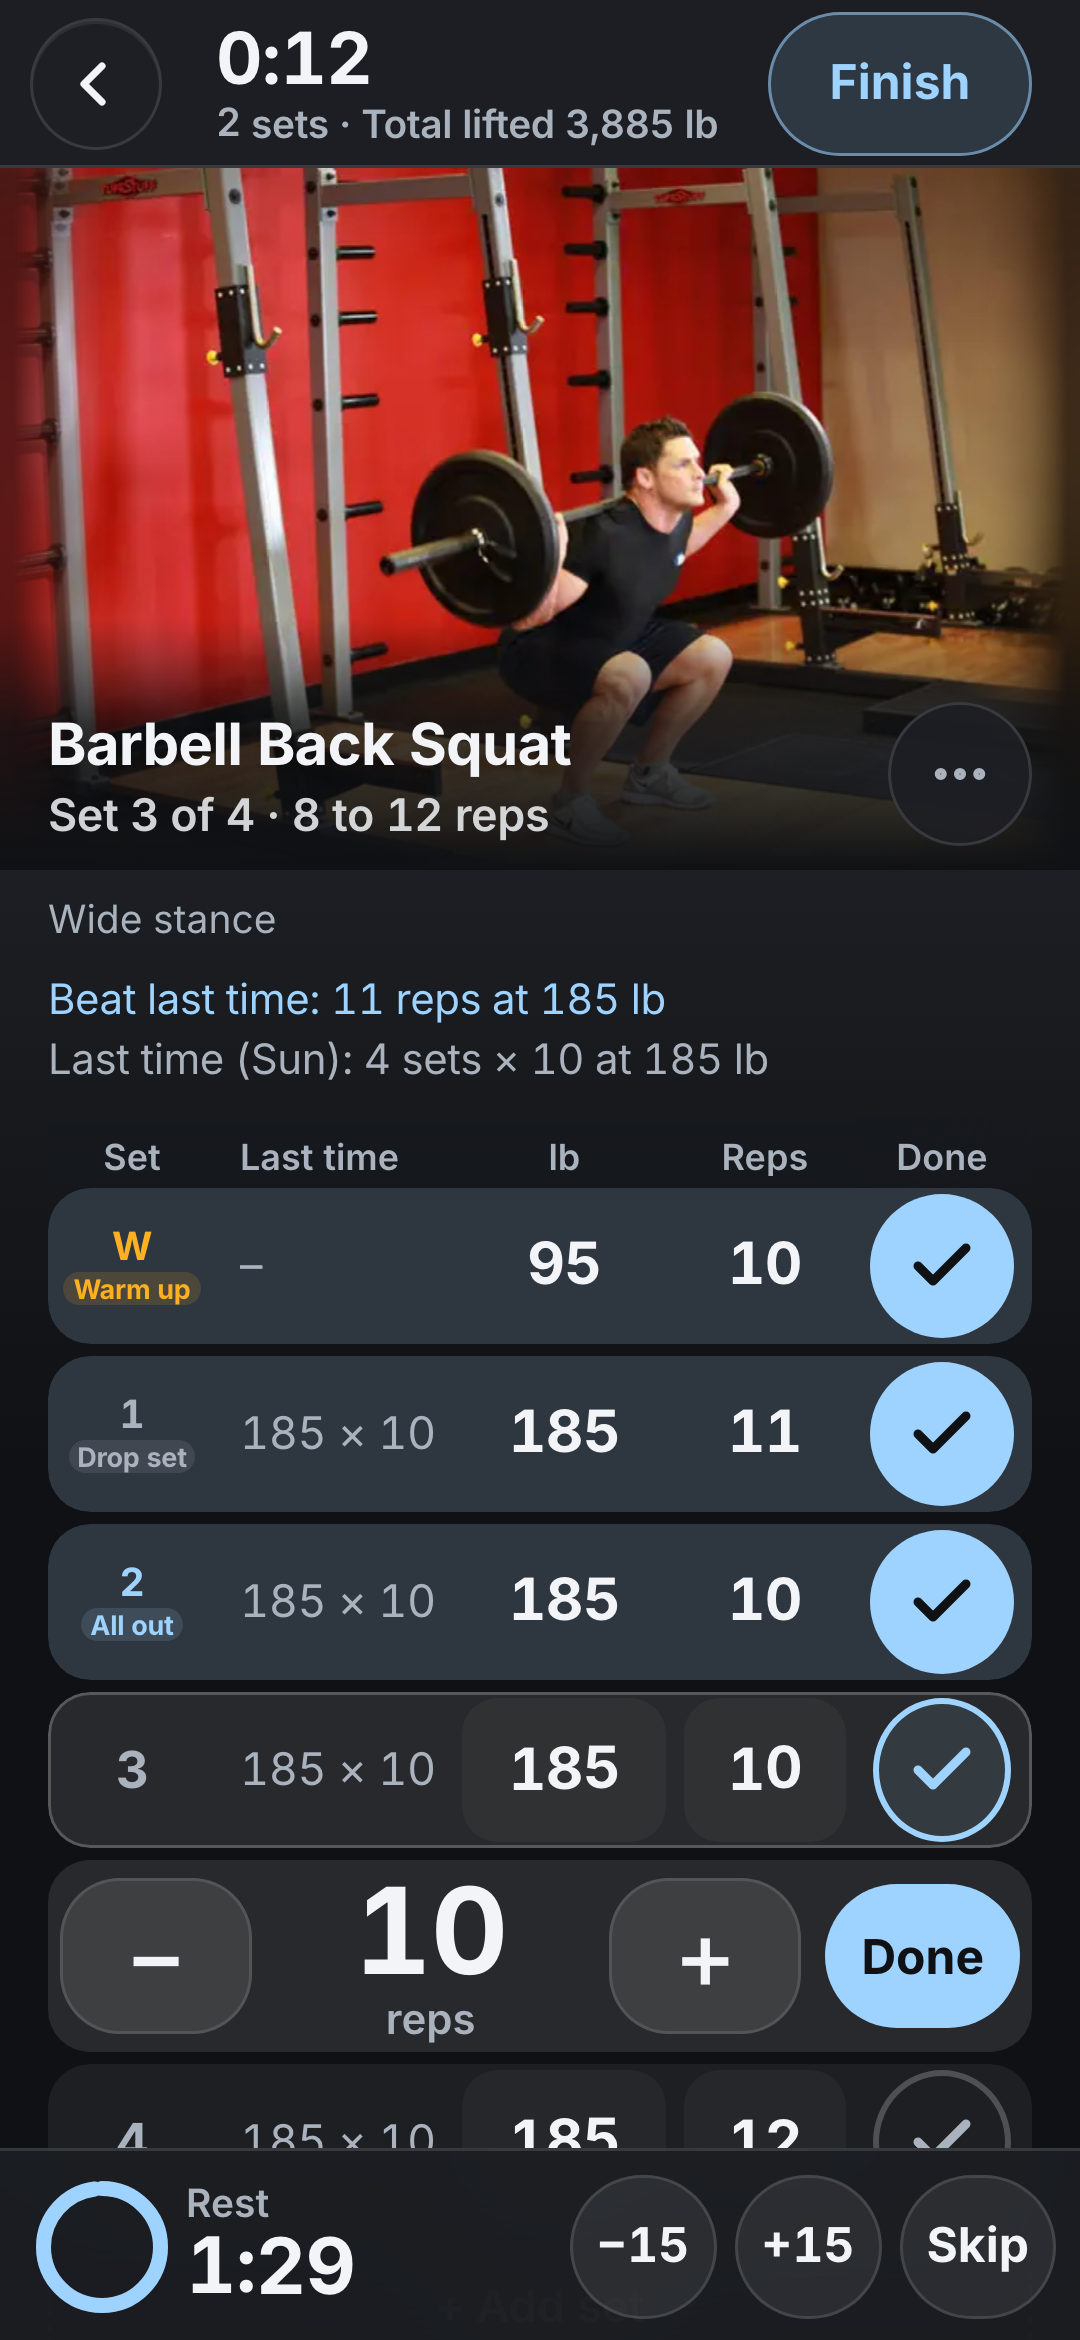 0:12
2 sets · Total lifted 3,885 lb
Finish
Barbell Back Squat
Set 3 of 4 · 8 to 12 reps
Wide stance
Beat last time: 11 reps at 185 lb
Last time (Sun): 4 sets × 10 at 185 lb
Set Last time lb Reps Done
W
Warm up
– 95 10
1
Drop set
185 × 10 185 11
2
All out
185 × 10 185 10
3 185 × 10 185 10
– 10 + Done
reps
4 185 × 10 185 12
Rest
1:29
−15 +15 Skip
+ Add set